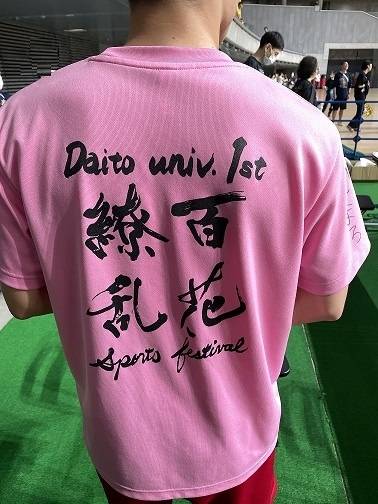 Daito univ. 1st
百花
繚乱
Sports festival